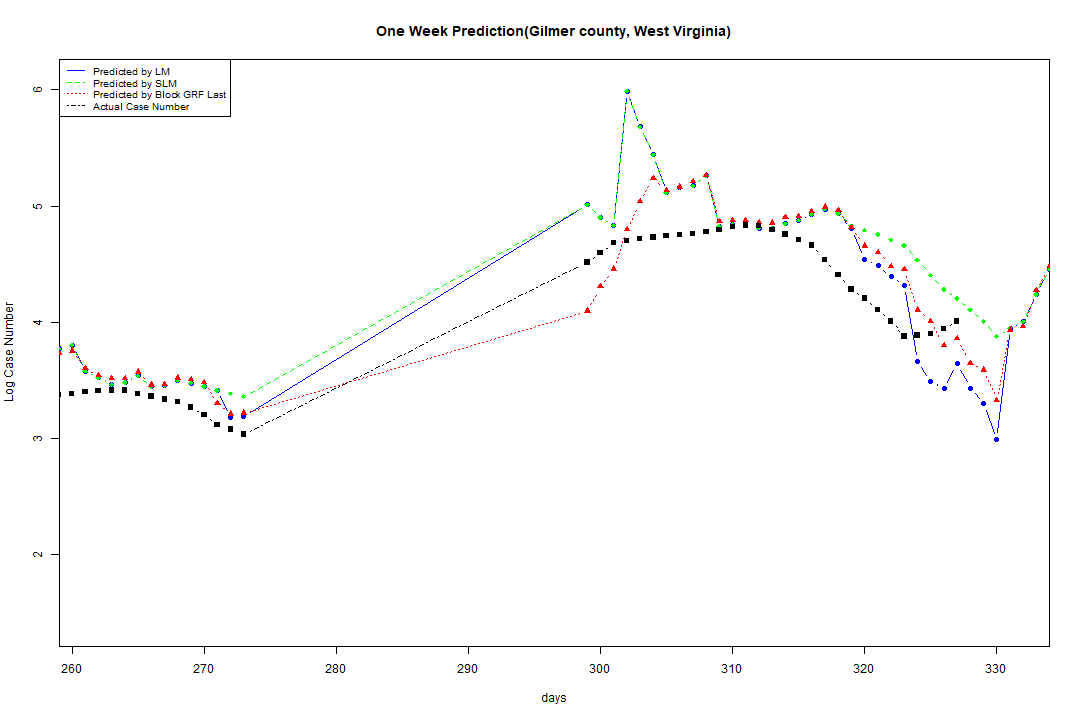 One Week Prediction(Gilmer county, West Virginia)
Predicted by LM
Predicted by SLM
Predicted by Block GRF Last
Actual Case Number
Log Case Number
6
5
4
3
2
260 270 280 290 300 310 320 330
days